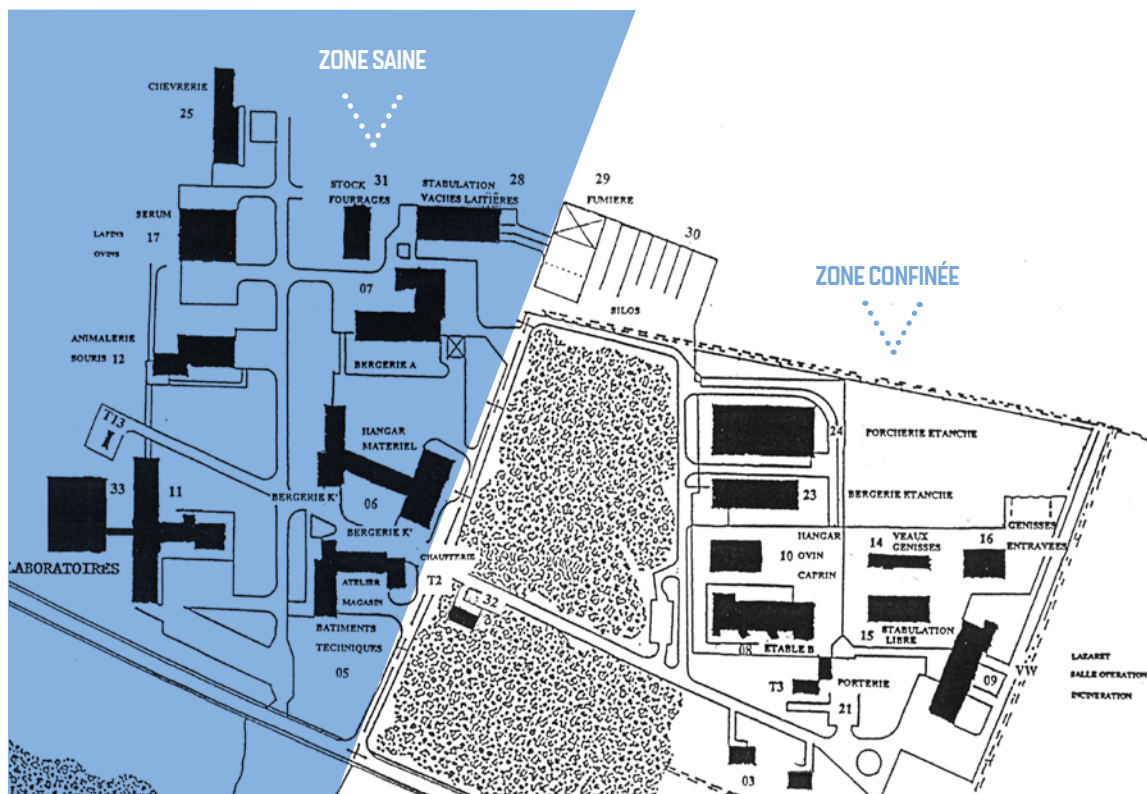 ZONE SAINE
CHEVRERIE
25
STOCK
31
FOURRAGES
STABULATION
28
VACHES LAITIÈRES
29
FUMIERE
30
SERUM
LAPINS
17
OVINS
ZONE CONFINÉE
07
SILOS
ANIMALERIE
SOURIS 12
BERGERIE A
T13
HANGAR
MATERIEL
24
PORCHERIE ETANCHE
33
11
BERGERIE K'
06
23
BERGERIE ETANCHE
BERGERIE K'
HANGAR
10
OVIN
CAPRIN
14
VEAUX
GENISSES
16
GENISSES
ENTRAVEES
LABORATOIRES
CHAUFFERIE
T2
ATELIER
MAGASIN
32
BATIMENTS
TECHNIQUES
05
08
ETABLE B
15
STABULATION
LIBRE
T3
PORTERIE
21
09
VW
LAZARET
SALLE OPERATION
INCINERATION
03